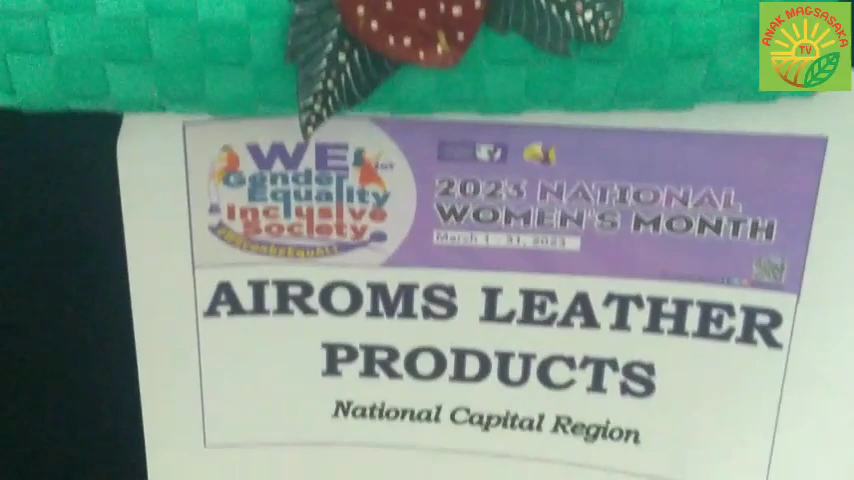 ANAK MAGSASAKA
TV
WE for
Gender
Equality
Inclusive
Society
2023 NATIONAL
WOMEN'S MONTH
March 1 - 31, 2023
AIROMS LEATHER
PRODUCTS
National Capital Region